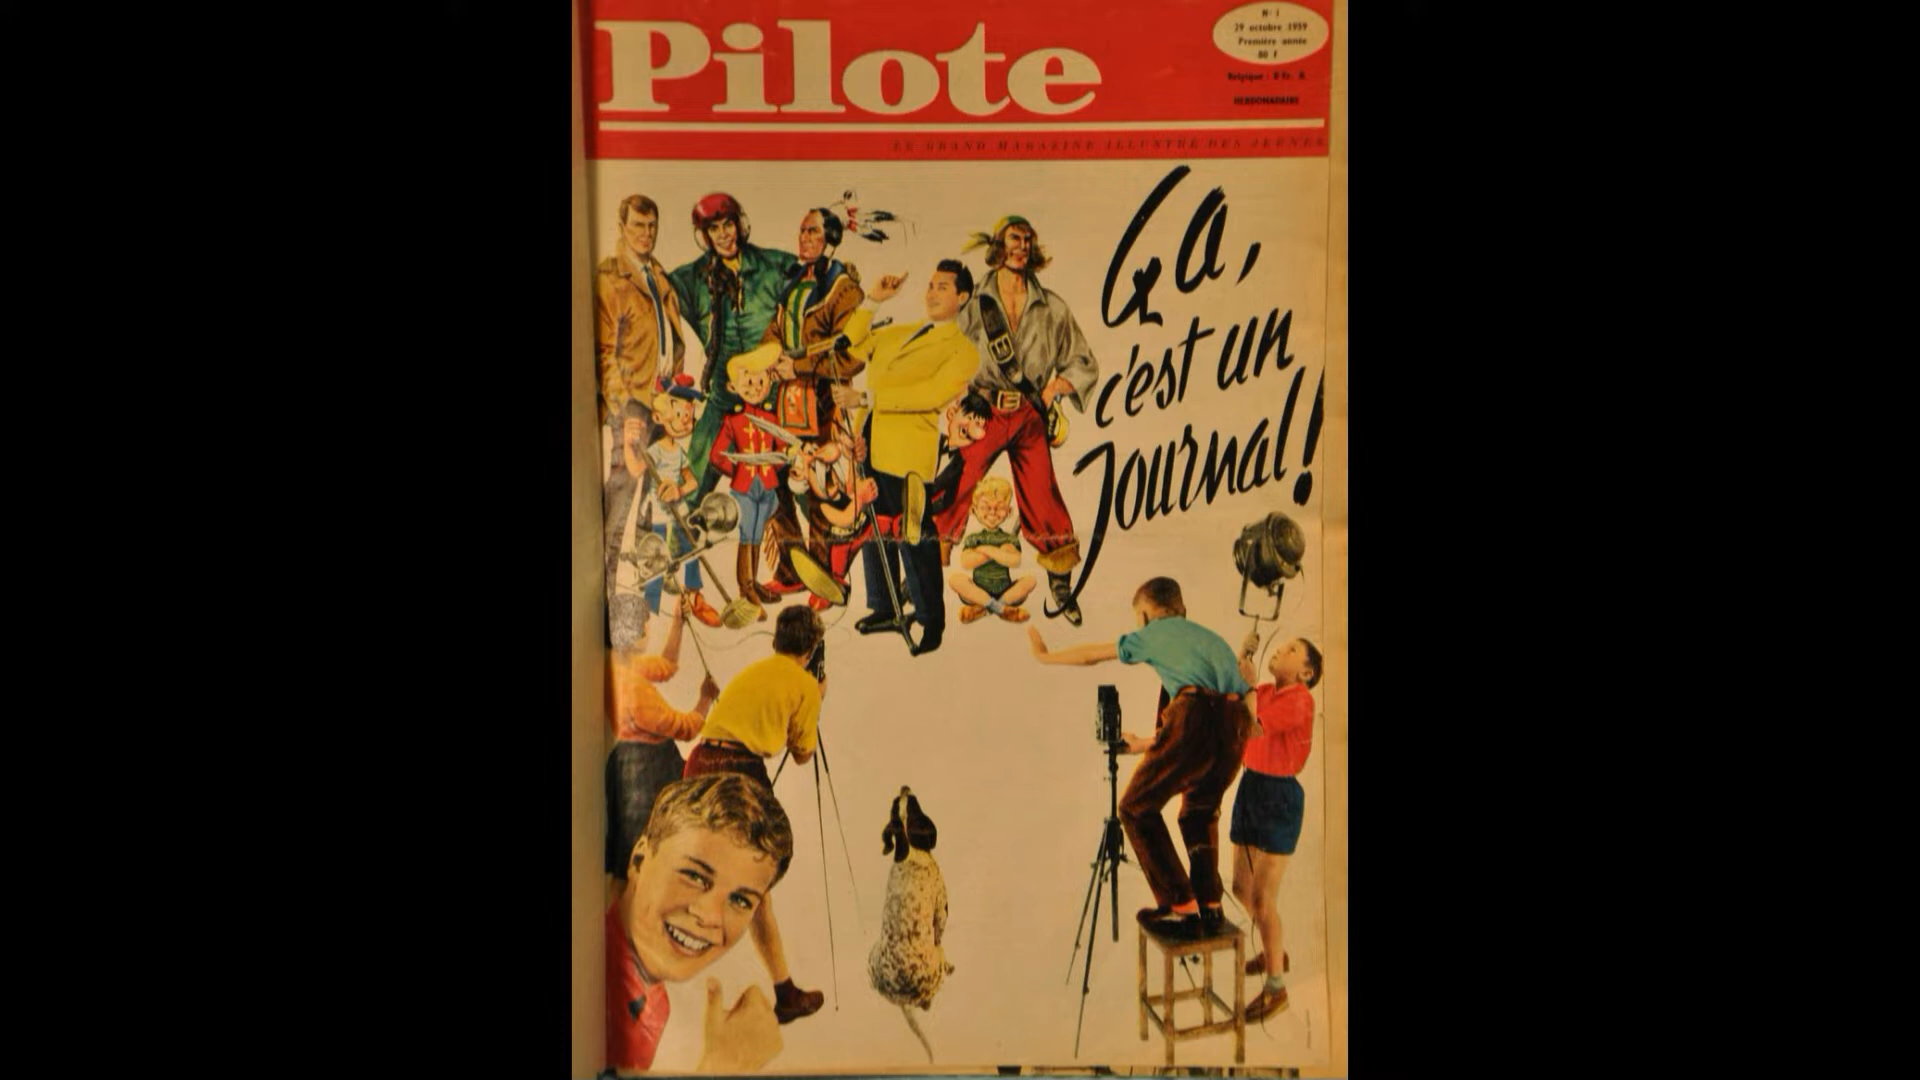 Pilote
N° 1
29 octobre 1959
Première année
80 F
Belgique : 8 Fr. B.
HEBDOMADAIRE
LE GRAND MAGAZINE ILLUSTRÉ DES JEUNES
Ça,
c'est un
Journal!